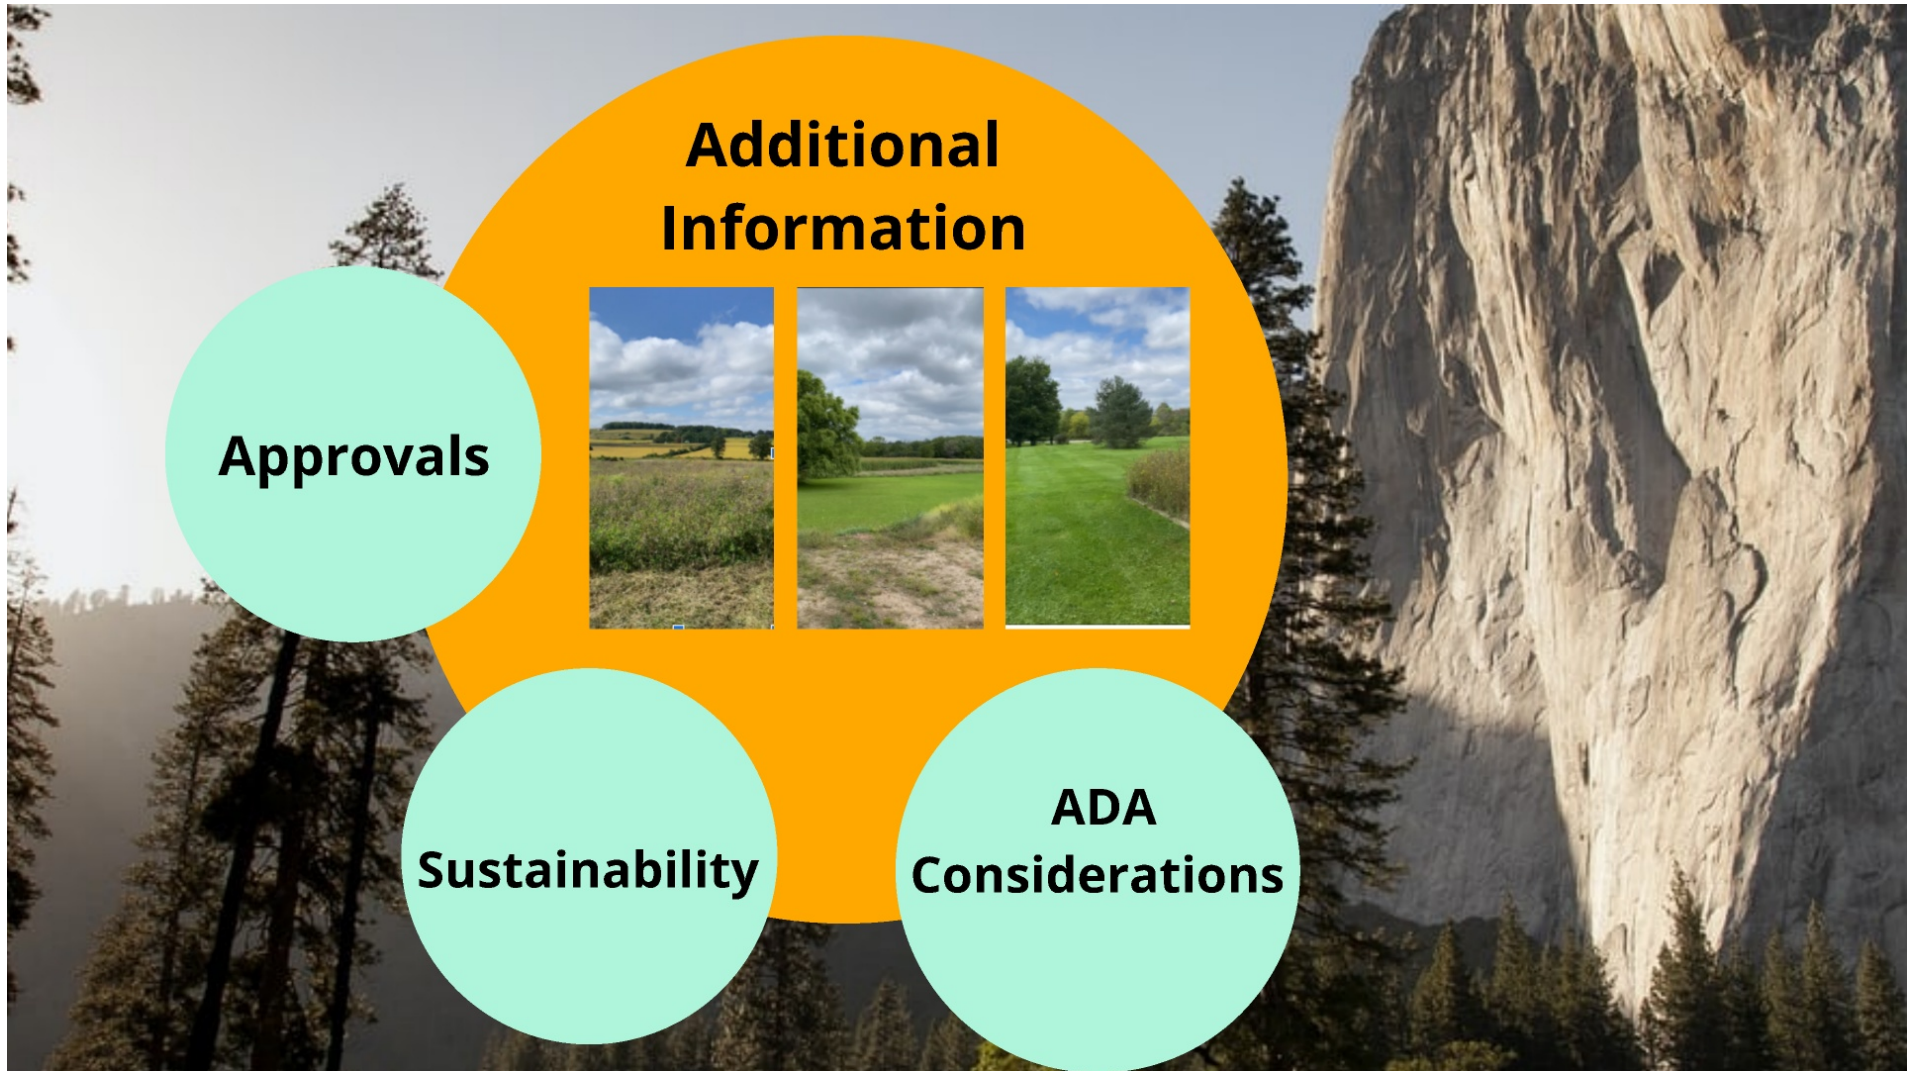 Additional
Information
Approvals
Sustainability
ADA
Considerations